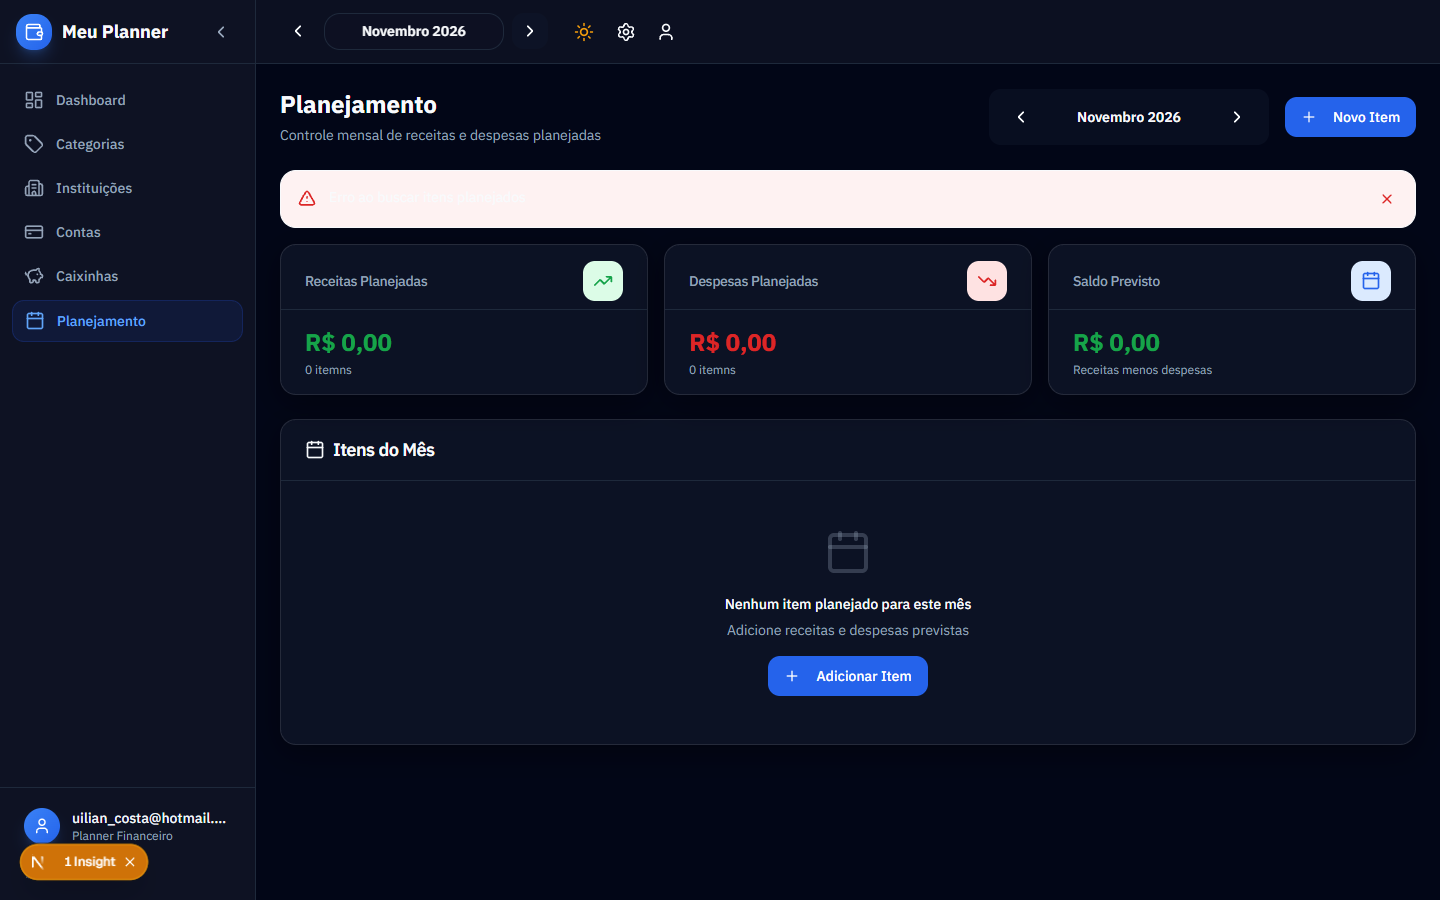 Meu Planner
Novembro 2026
Dashboard
Categorias
Instituições
Contas
Caixinhas
Planejamento
Planejamento
Controle mensal de receitas e despesas planejadas
Novembro 2026
Novo Item
Receitas Planejadas
R$ 0,00
0 itemns
Despesas Planejadas
R$ 0,00
0 itemns
Saldo Previsto
R$ 0,00
Receitas menos despesas
Itens do Mês
Nenhum item planejado para este mês
Adicione receitas e despesas previstas
Adicionar Item
uilian_costa@hotmail....
Planner Financeiro
N 1 Insight